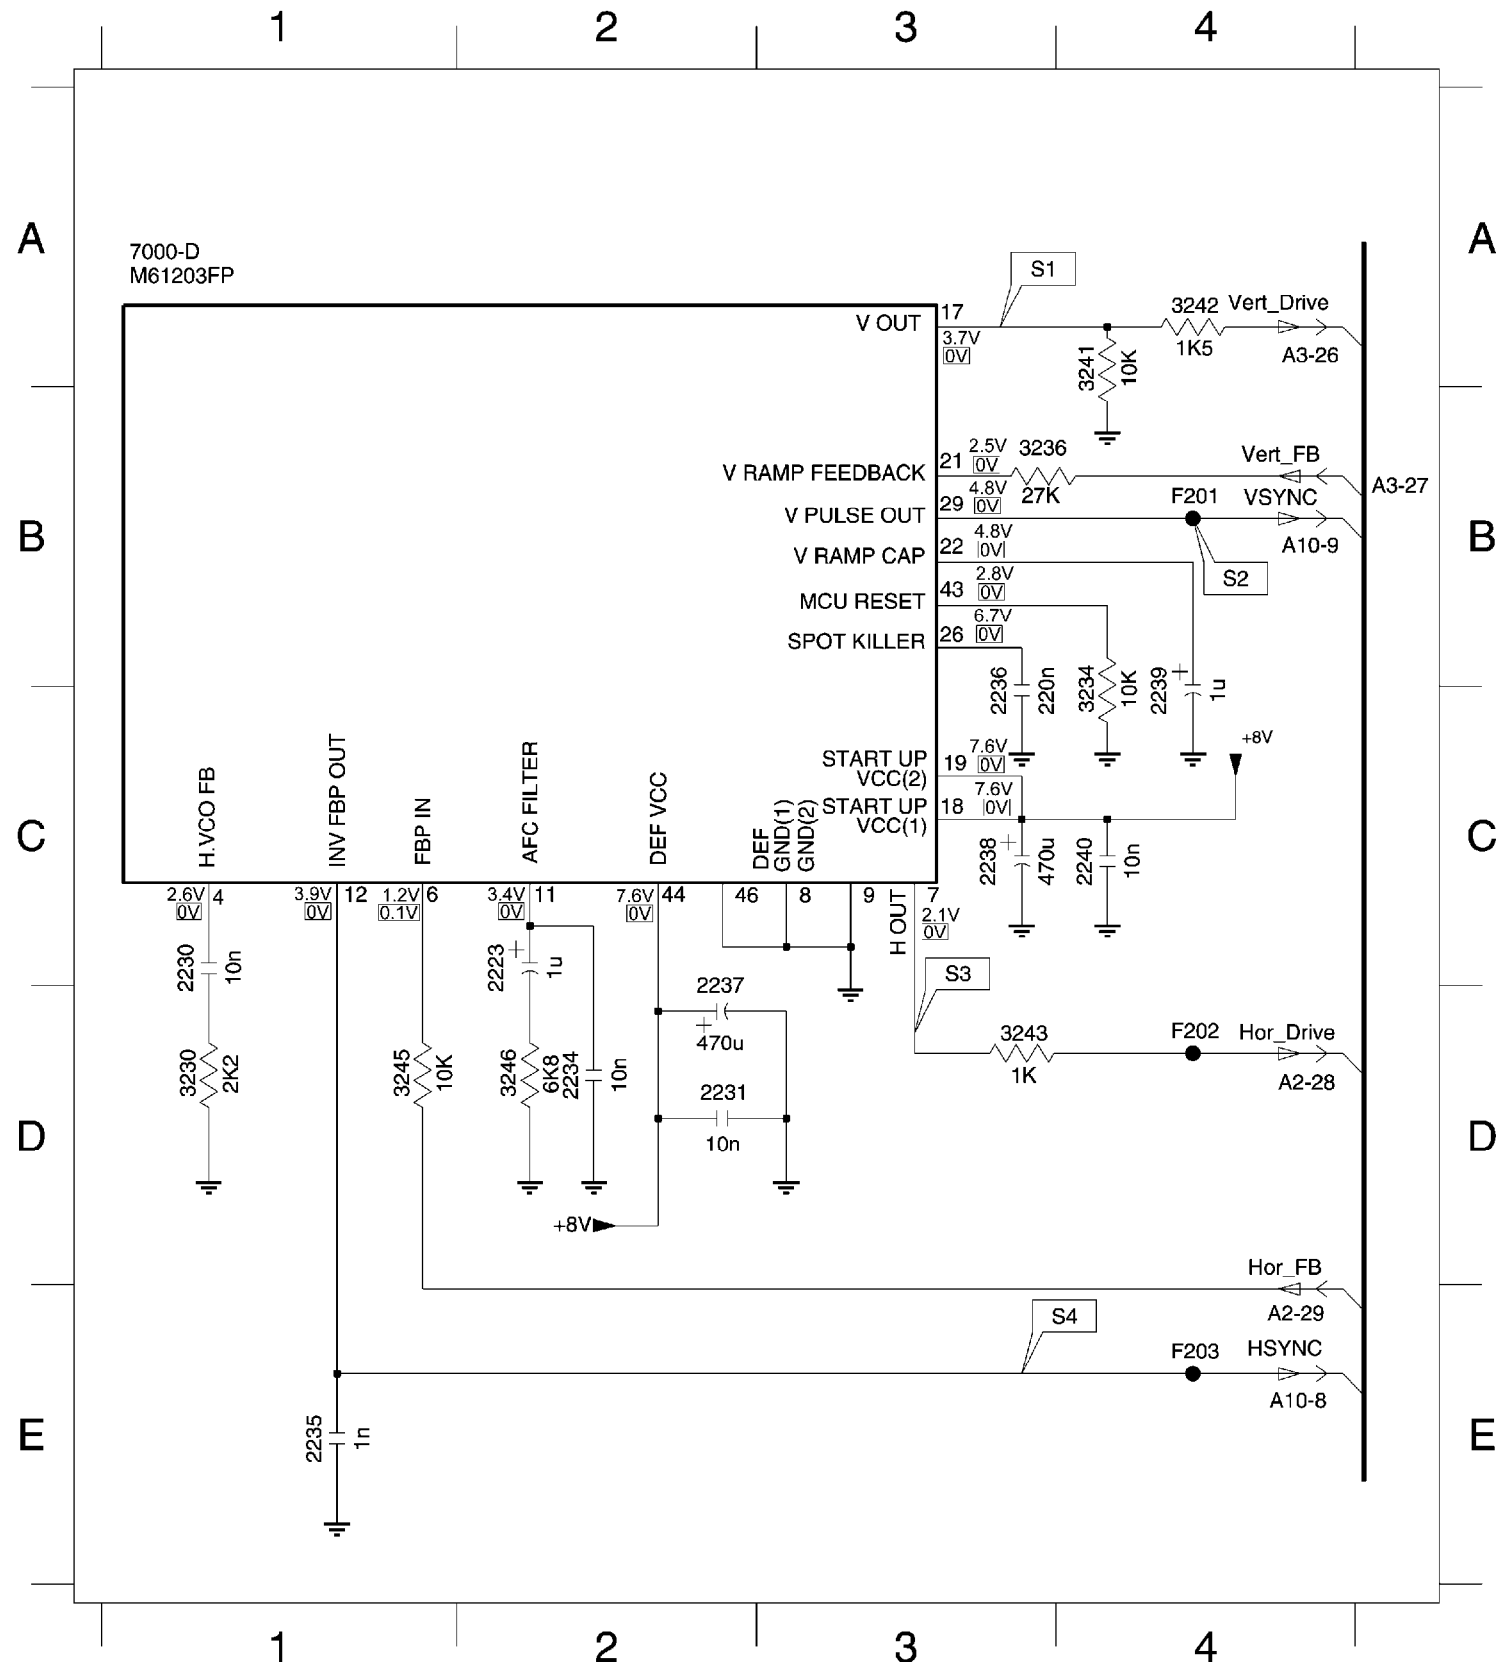 1 2 3 4
A A
7000-D
M61203FP
S1
V OUT
17
3.7V
0V
3242
1K5
Vert_Drive
A3-26
3241
10K
V RAMP FEEDBACK
21
2.5V
0V
3236
27K
Vert_FB
A3-27
B B
V PULSE OUT
29
4.8V
0V
F201
VSYNC
A10-9
S2
V RAMP CAP
22
4.8V
0V
MCU RESET
43
2.8V
0V
SPOT KILLER
26
6.7V
0V
2236
220n
3234
10K
2239
+
1u
START UP
VCC(2)
19
7.6V
0V
START UP
VCC(1)
18
7.6V
0V
+8V
C C
2238
+
470u
2240
10n
H.VCO FB
INV FBP OUT
FBP IN
AFC FILTER
DEF VCC
DEF
GND(1)
GND(2)
2.6V
0V
4
3.9V
0V
12
1.2V
0.1V
6
3.4V
0V
11
7.6V
0V
44
46
8
9
7
H OUT
2.1V
0V
2230
10n
2223
+
1u
S3
2237
+
470u
3230
2K2
3245
10K
3246
6K8
2234
10n
2231
10n
3243
1K
F202
Hor_Drive
A2-28
D D
+8V
Hor_FB
A2-29
S4
F203
HSYNC
A10-8
E E
2235
1n
1 2 3 4